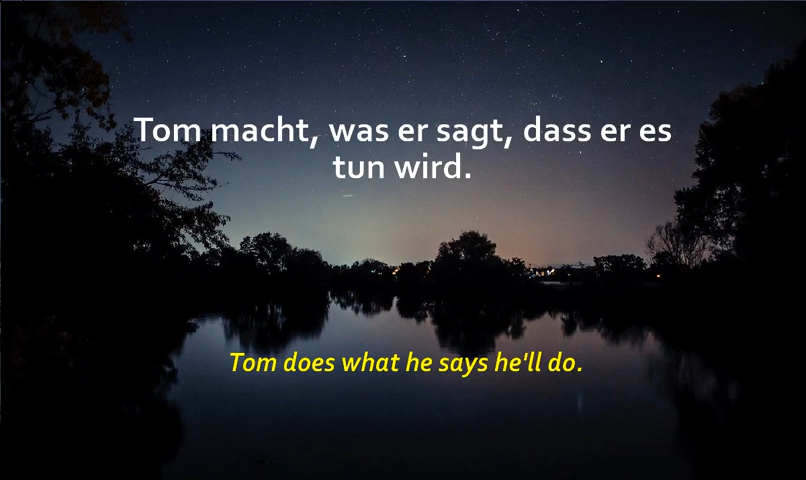 Tom macht, was er sagt, dass er es
tun wird.
Tom does what he says he'll do.